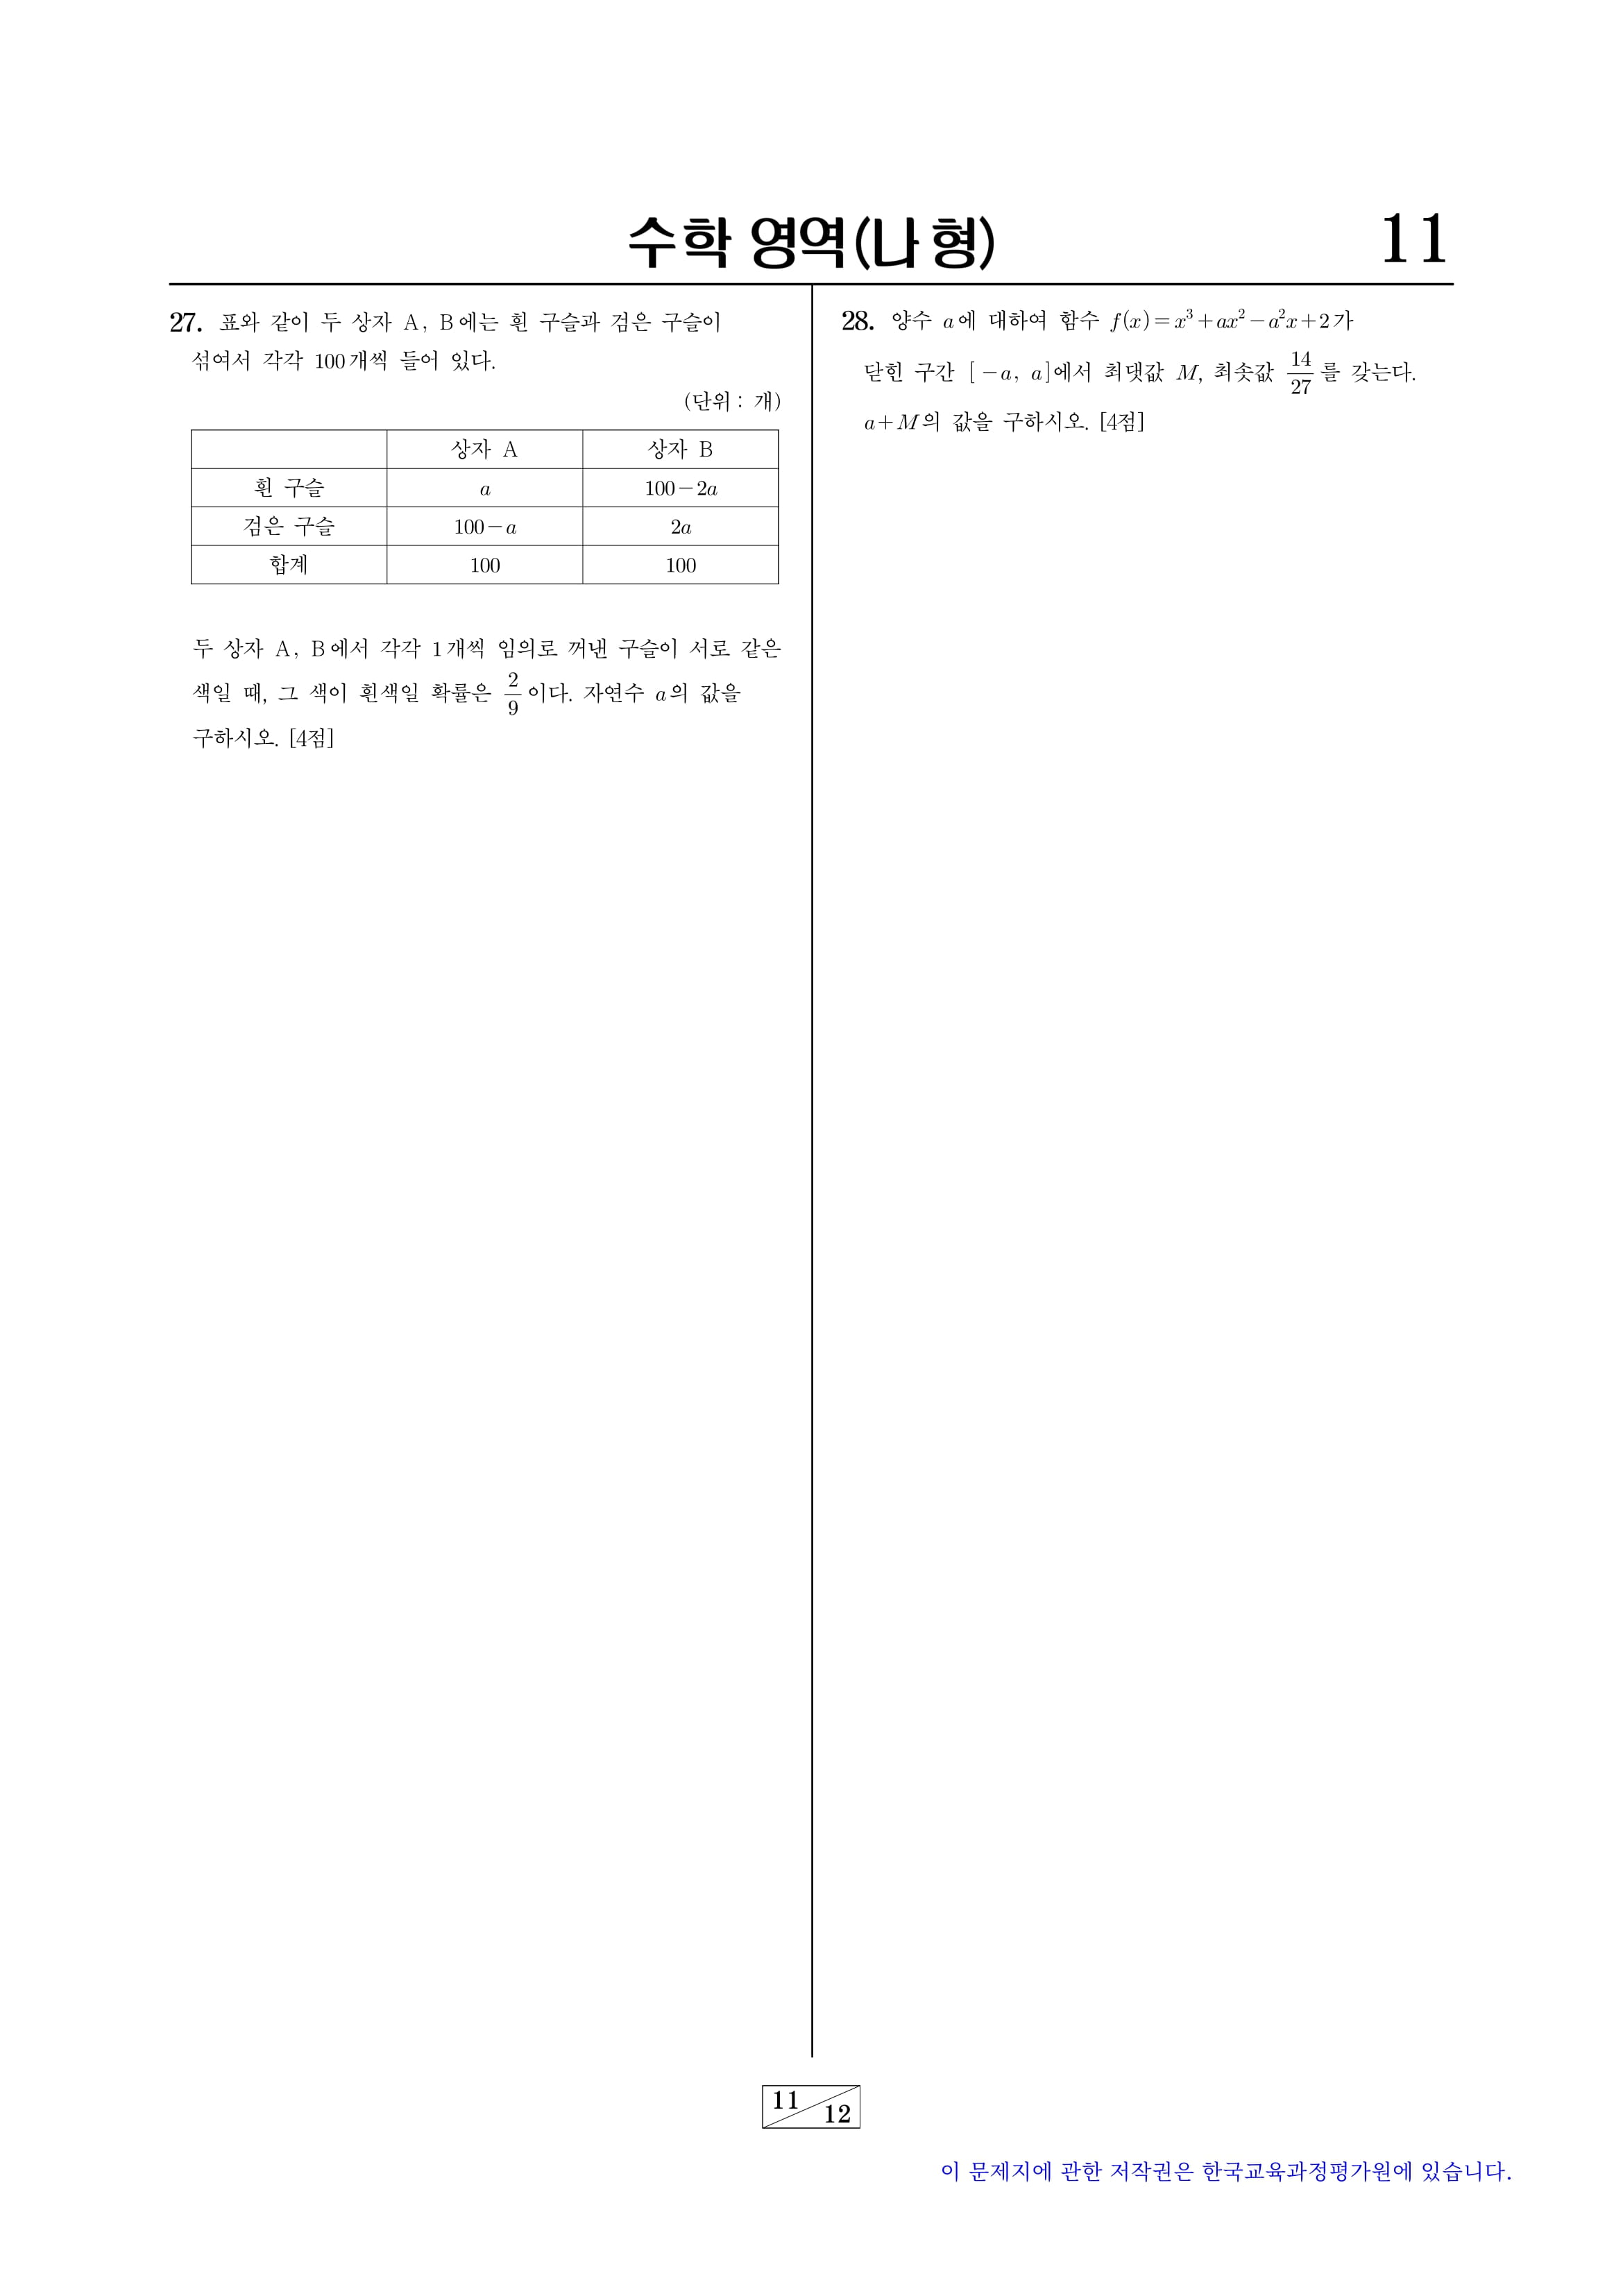 수학 영역(나 형)
11
27. 표와 같이 두 상자 A, B에는 흰 구슬과 검은 구슬이
섞여서 각각 100개씩 들어 있다.
(단위 : 개)
상자 A 상자 B
흰 구슬 a 100−2a
검은 구슬 100−a 2a
합계 100 100
두 상자 A, B에서 각각 1개씩 임의로 꺼낸 구슬이 서로 같은
색일 때, 그 색이 흰색일 확률은 2/9이다. 자연수 a의 값을
구하시오. [4점]
28. 양수 a에 대하여 함수 f(x)=x³+ax²−a²x+2가
닫힌 구간 [−a, a]에서 최댓값 M, 최솟값 14/27를 갖는다.
a+M의 값을 구하시오. [4점]
11
12
이 문제지에 관한 저작권은 한국교육과정평가원에 있습니다.